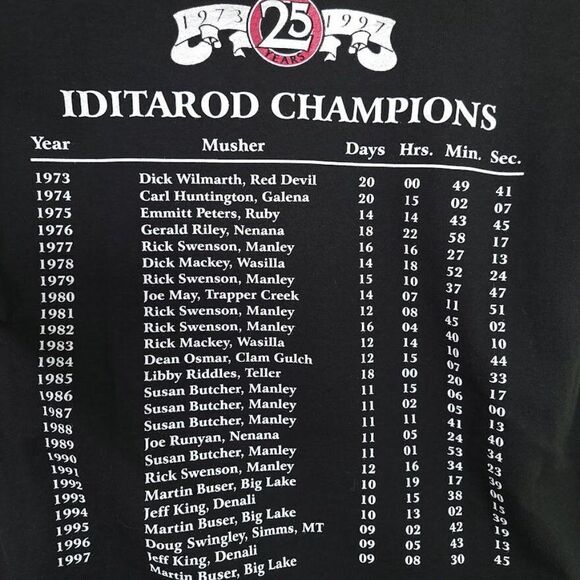 1973 25 1997
YEARS
IDITAROD CHAMPIONS
Year Musher Days Hrs. Min. Sec.
1973 Dick Wilmarth, Red Devil 20 00 49 41
1974 Carl Huntington, Galena 20 15 02 07
1975 Emmitt Peters, Ruby 14 14 43 45
1976 Gerald Riley, Nenana 18 22 58 17
1977 Rick Swenson, Manley 16 16 27 13
1978 Dick Mackey, Wasilla 14 18 52 24
1979 Rick Swenson, Manley 15 10 37 47
1980 Joe May, Trapper Creek 14 07 11 51
1981 Rick Swenson, Manley 12 08 45 02
1982 Rick Swenson, Manley 16 04 40 10
1983 Rick Mackey, Wasilla 12 14 10 44
1984 Dean Osmar, Clam Gulch 12 15 07 33
1985 Libby Riddles, Teller 18 00 20 17
1986 Susan Butcher, Manley 11 15 06 00
1987 Susan Butcher, Manley 11 02 05 13
1988 Susan Butcher, Manley 11 11 41 40
1989 Joe Runyan, Nenana 11 05 24 34
1990 Susan Butcher, Manley 11 01 53 23
1991 Rick Swenson, Manley 12 16 34 39
1992 Martin Buser, Big Lake 10 19 17 00
1993 Jeff King, Denali 10 15 38 15
1994 Martin Buser, Big Lake 10 13 02 39
1995 Doug Swingley, Simms, MT 09 02 42 19
1996 Jeff King, Denali 09 05 43 13
1997 Martin Buser, Big Lake 09 08 30 45